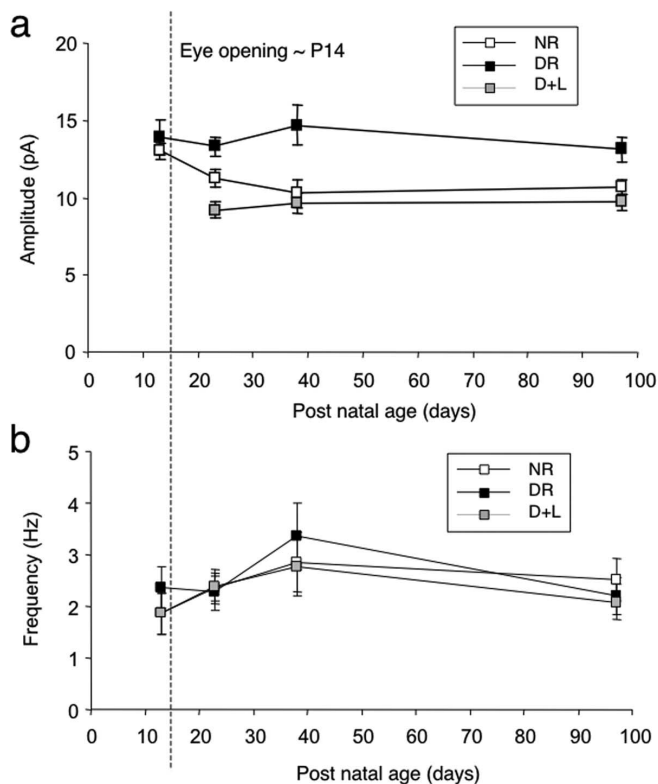 a
Eye opening ~ P14
NR
DR
D+L
Amplitude (pA)
20
15
10
5
0
0 10 20 30 40 50 60 70 80 90 100
Post natal age (days)
b
NR
DR
D+L
Frequency (Hz)
5
4
3
2
1
0
0 10 20 30 40 50 60 70 80 90 100
Post natal age (days)